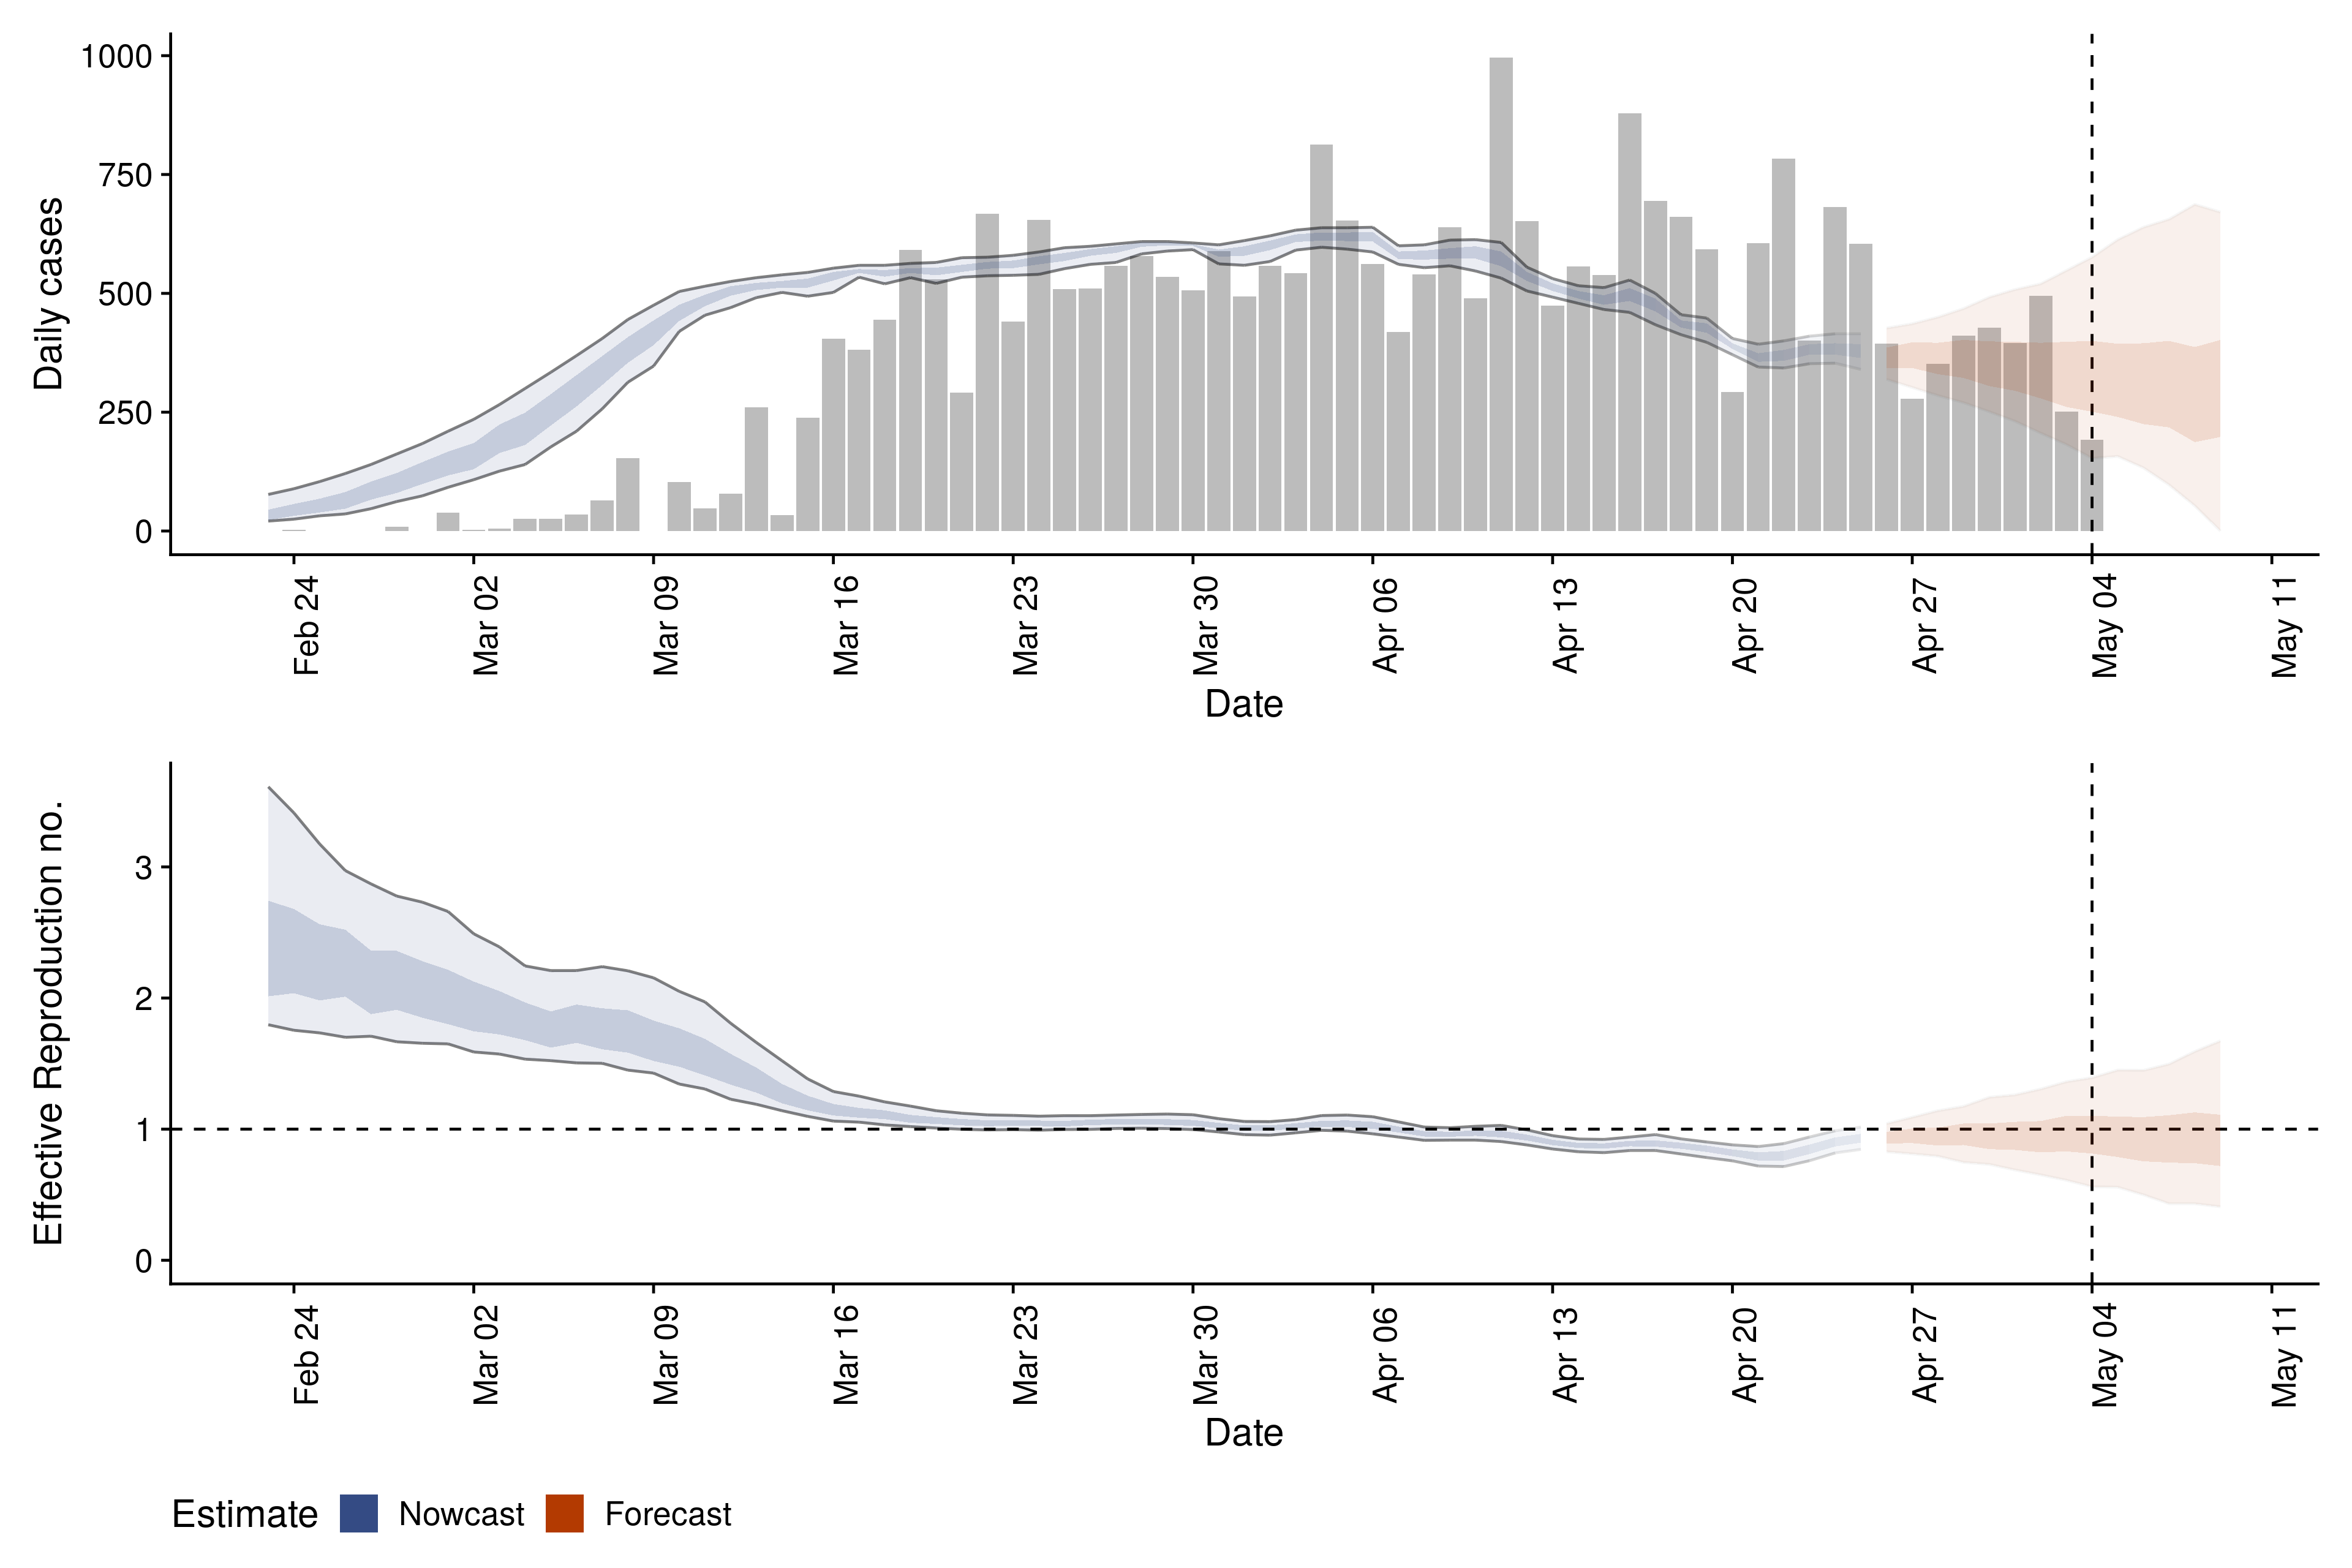 Daily cases
1000
750
500
250
0
Feb 24 Mar 02 Mar 09 Mar 16 Mar 23 Mar 30 Apr 06 Apr 13 Apr 20 Apr 27 May 04 May 11
Date
Effective Reproduction no.
3
2
1
0
Feb 24 Mar 02 Mar 09 Mar 16 Mar 23 Mar 30 Apr 06 Apr 13 Apr 20 Apr 27 May 04 May 11
Date
Estimate Nowcast Forecast